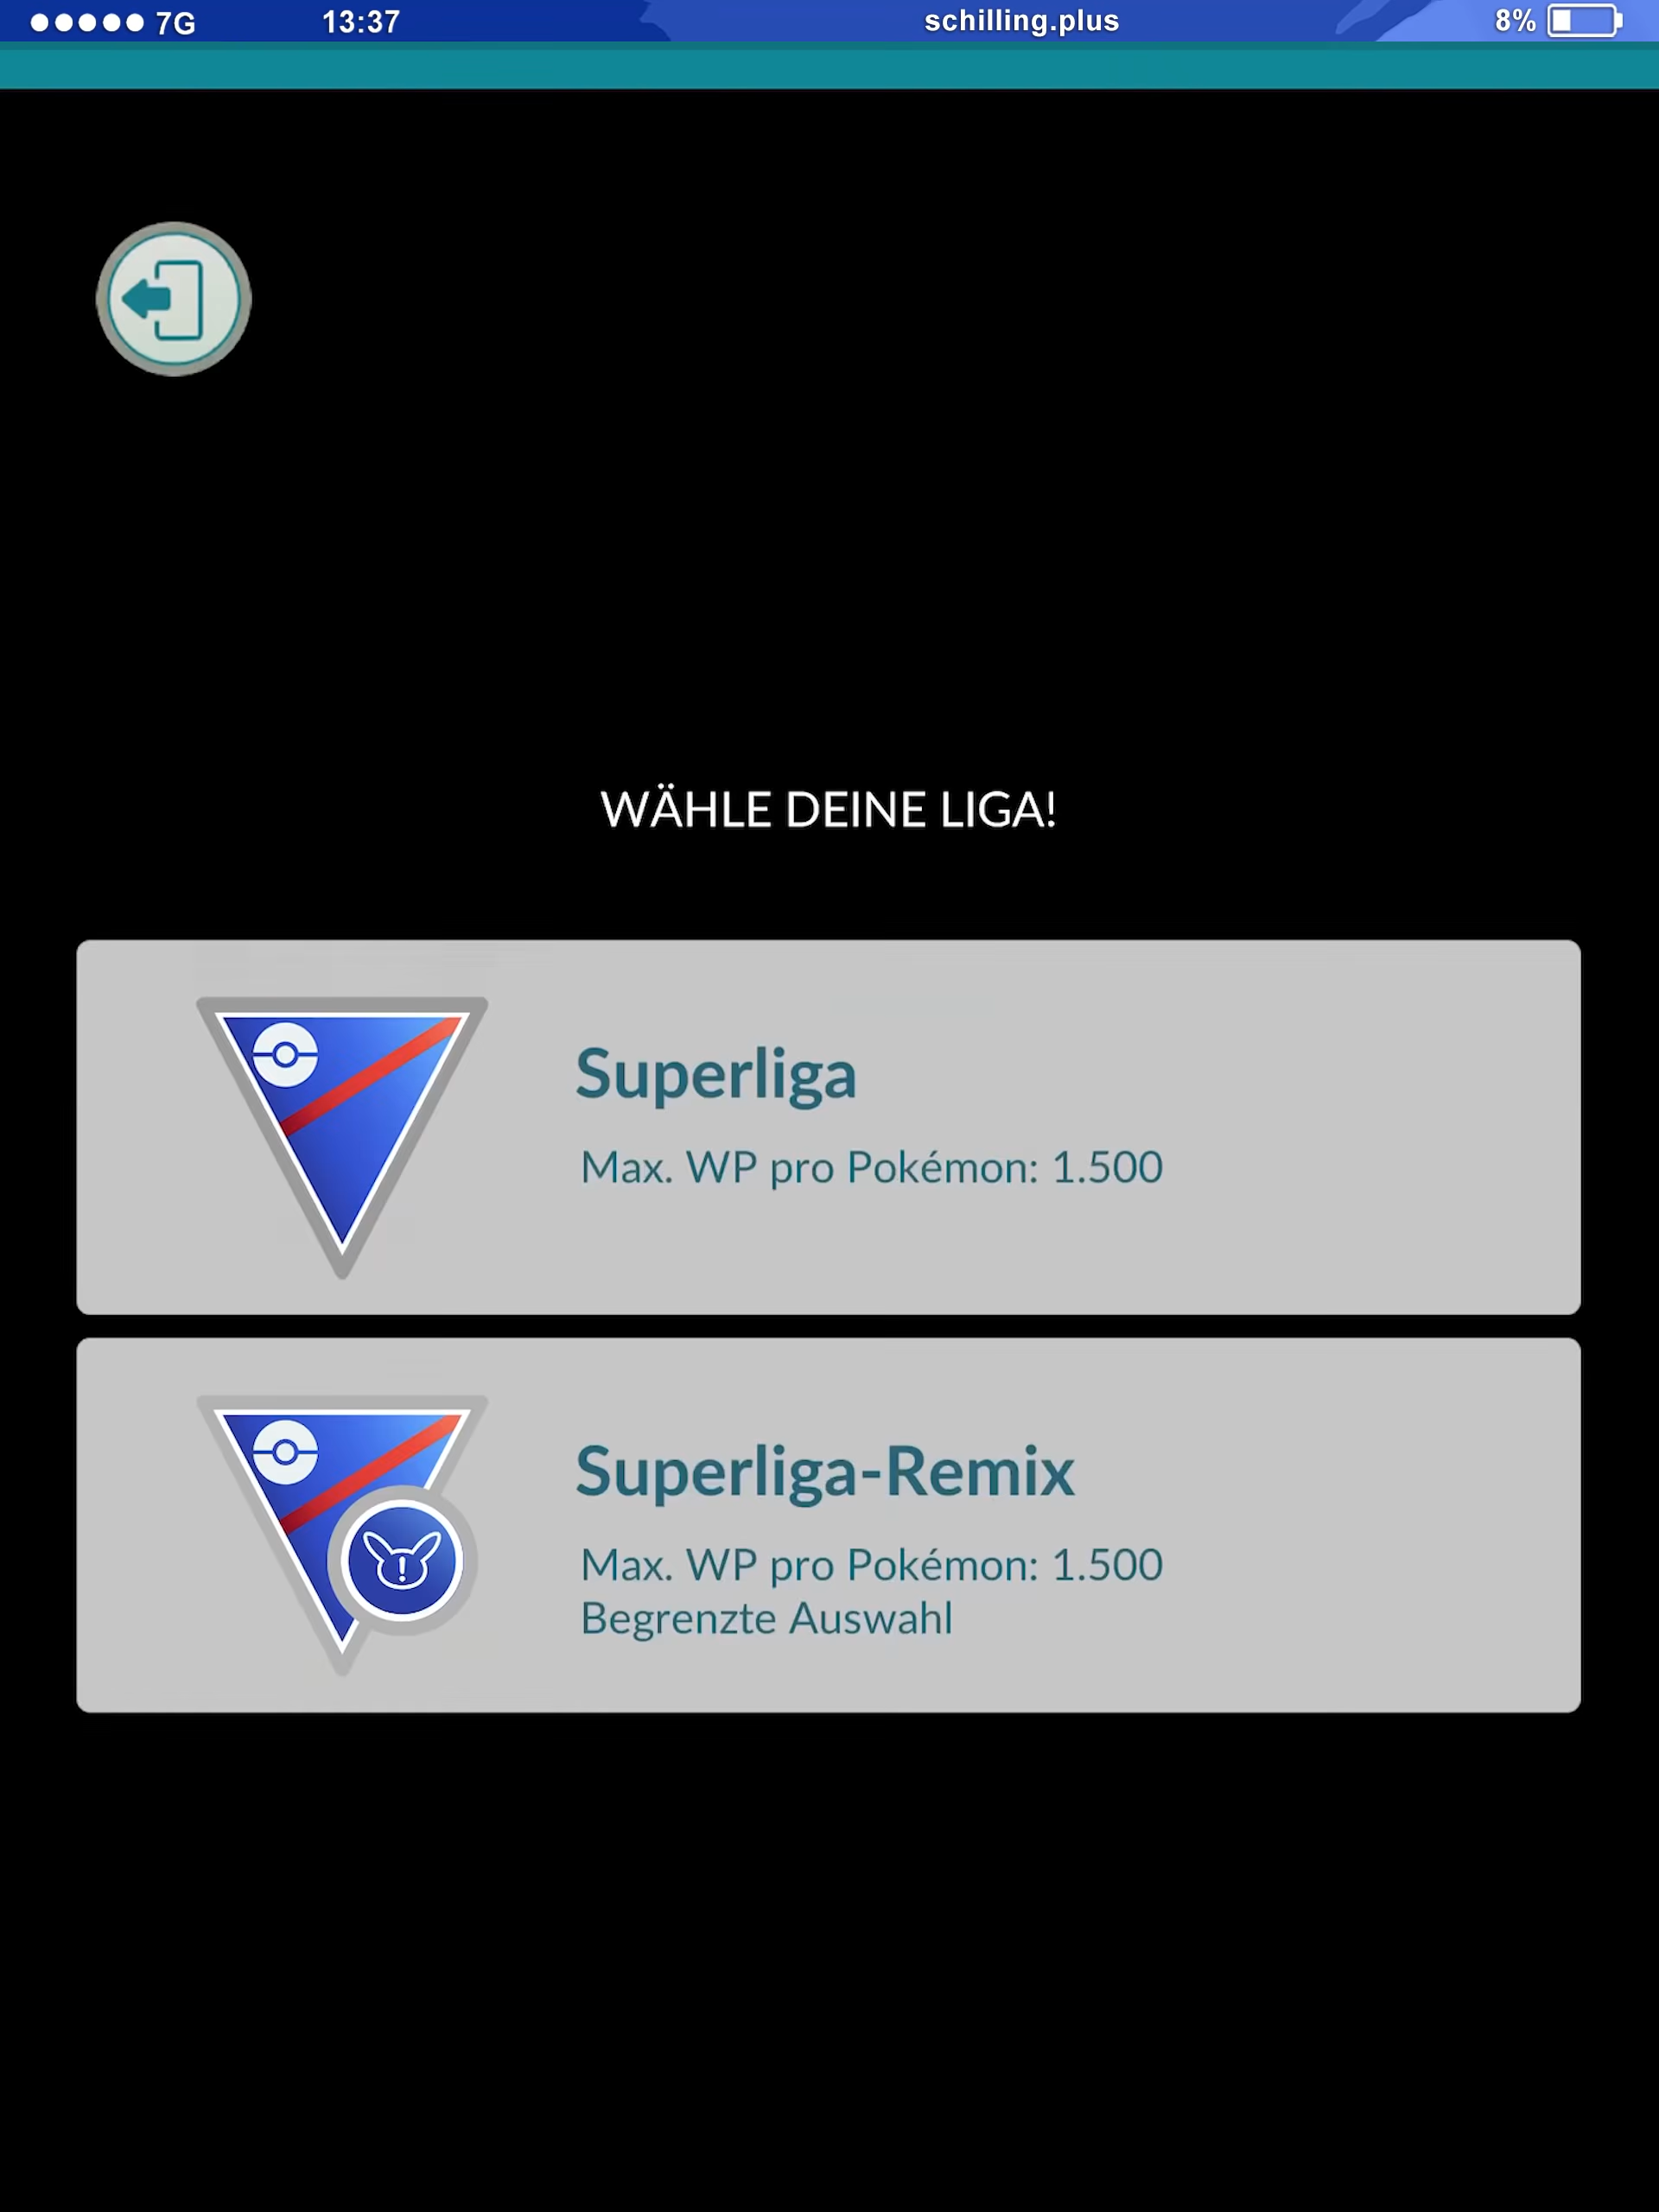 7G 13:37 schilling.plus 8%
WÄHLE DEINE LIGA!
Superliga
Max. WP pro Pokémon: 1.500
Superliga-Remix
Max. WP pro Pokémon: 1.500
Begrenzte Auswahl